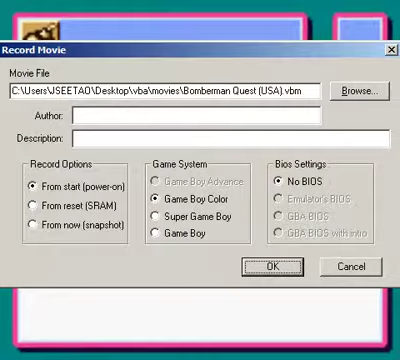 Record Movie
Movie File
C:\Users\JSEETAO\Desktop\vba\movies\Bomberman Quest (USA).vbm
Browse...
Author:
Description:
Record Options
From start (power-on)
From reset (SRAM)
From now (snapshot)
Game System
Game Boy Advance
Game Boy Color
Super Game Boy
Game Boy
Bios Settings
No BIOS
Emulator's BIOS
GBA BIOS
GBA BIOS with intro
OK
Cancel